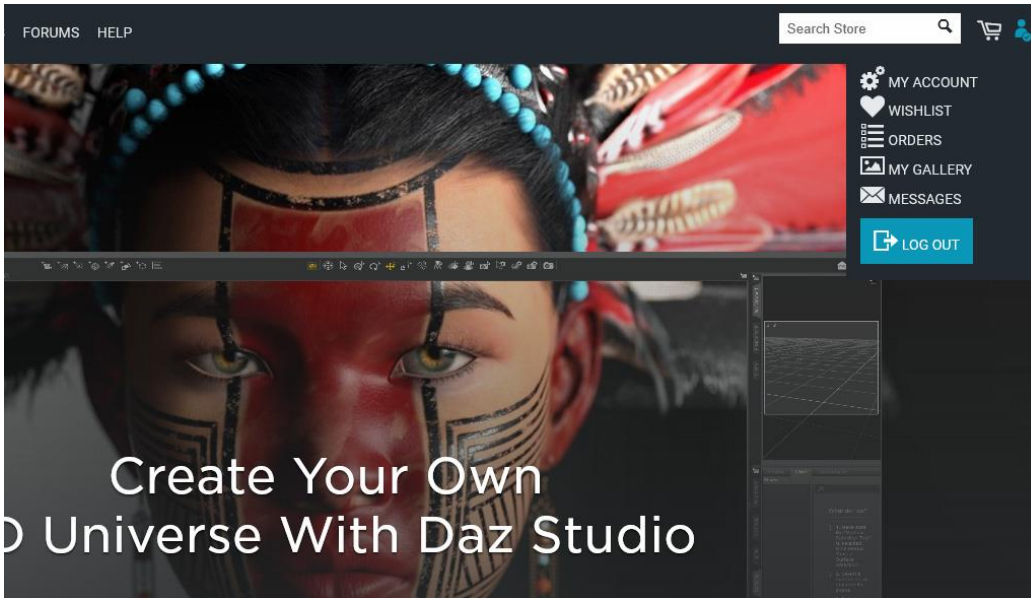 FORUMS HELP
Search Store
MY ACCOUNT
WISHLIST
ORDERS
MY GALLERY
MESSAGES
LOG OUT
Create Your Own
D Universe With Daz Studio